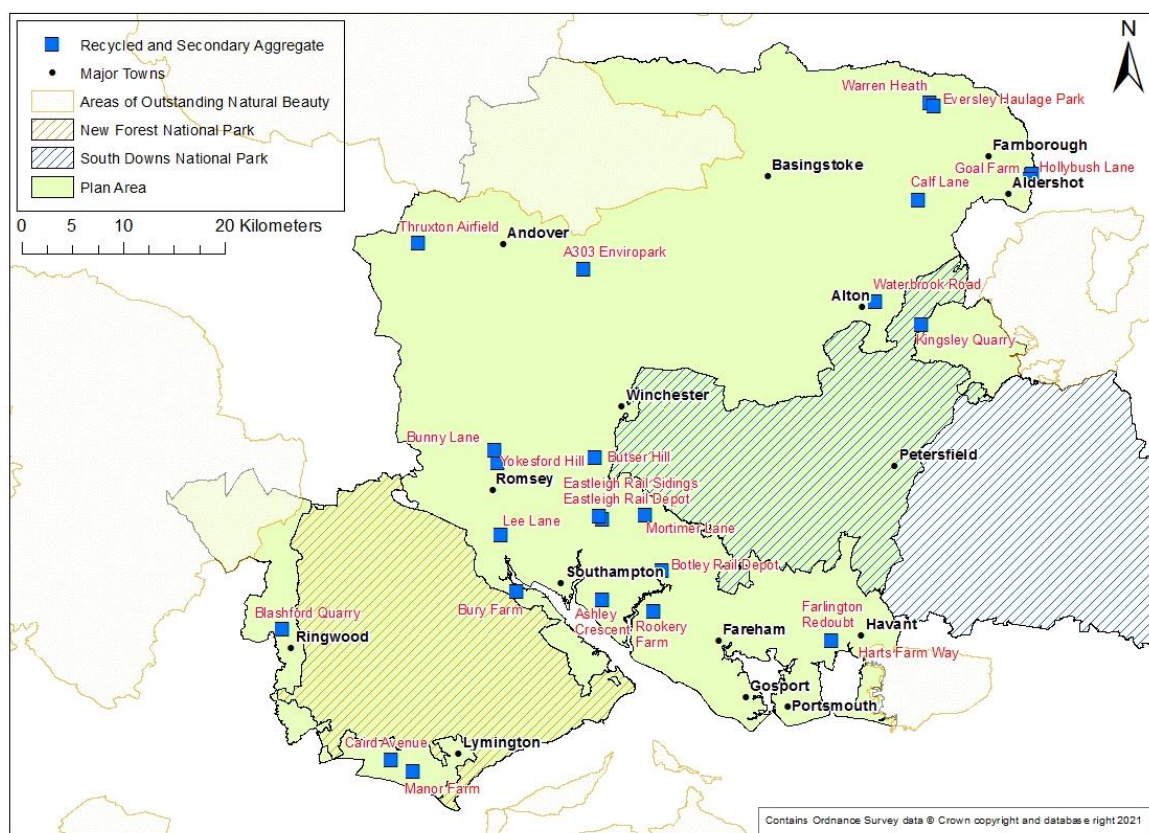 Recycled and Secondary Aggregate
Major Towns
Areas of Outstanding Natural Beauty
New Forest National Park
South Downs National Park
Plan Area
0 5 10 20 Kilometers
N
Warren Heath
Eversley Haulage Park
Farnborough
Basingstoke
Goal Farm
Hollybush Lane
Calf Lane
Aldershot
Thruxton Airfield
Andover
A303 Enviropark
Waterbrook Road
Alton
Kingsley Quarry
Winchester
Bunny Lane
Yokesford Hill
Butser Hill
Petersfield
Romsey
Eastleigh Rail Sidings
Eastleigh Rail Depot
Lee Lane
Mortimer Lane
Botley Rail Depot
Southampton
Bury Farm
Ashley
Crescent
Rookery
Farm
Farlington
Redoubt
Blashford Quarry
Ringwood
Fareham
Havant
Harts Farm Way
Gosport
Portsmouth
Caird Avenue
Lymington
Manor Farm
Contains Ordnance Survey data © Crown copyright and database right 2021